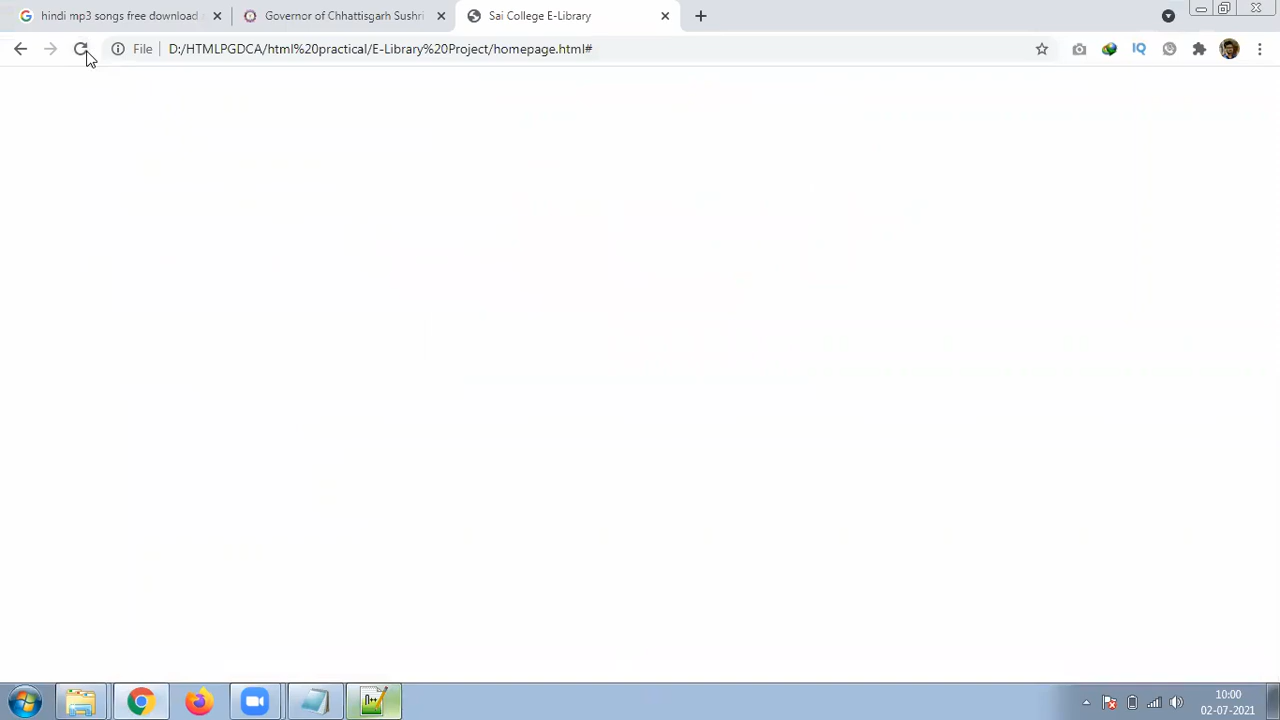 hindi mp3 songs free download
Governor of Chhattisgarh Sushri
Sai College E-Library
File
D:/HTMLPGDCA/html%20practical/E-Library%20Project/homepage.html#
IQ
10:00
02-07-2021